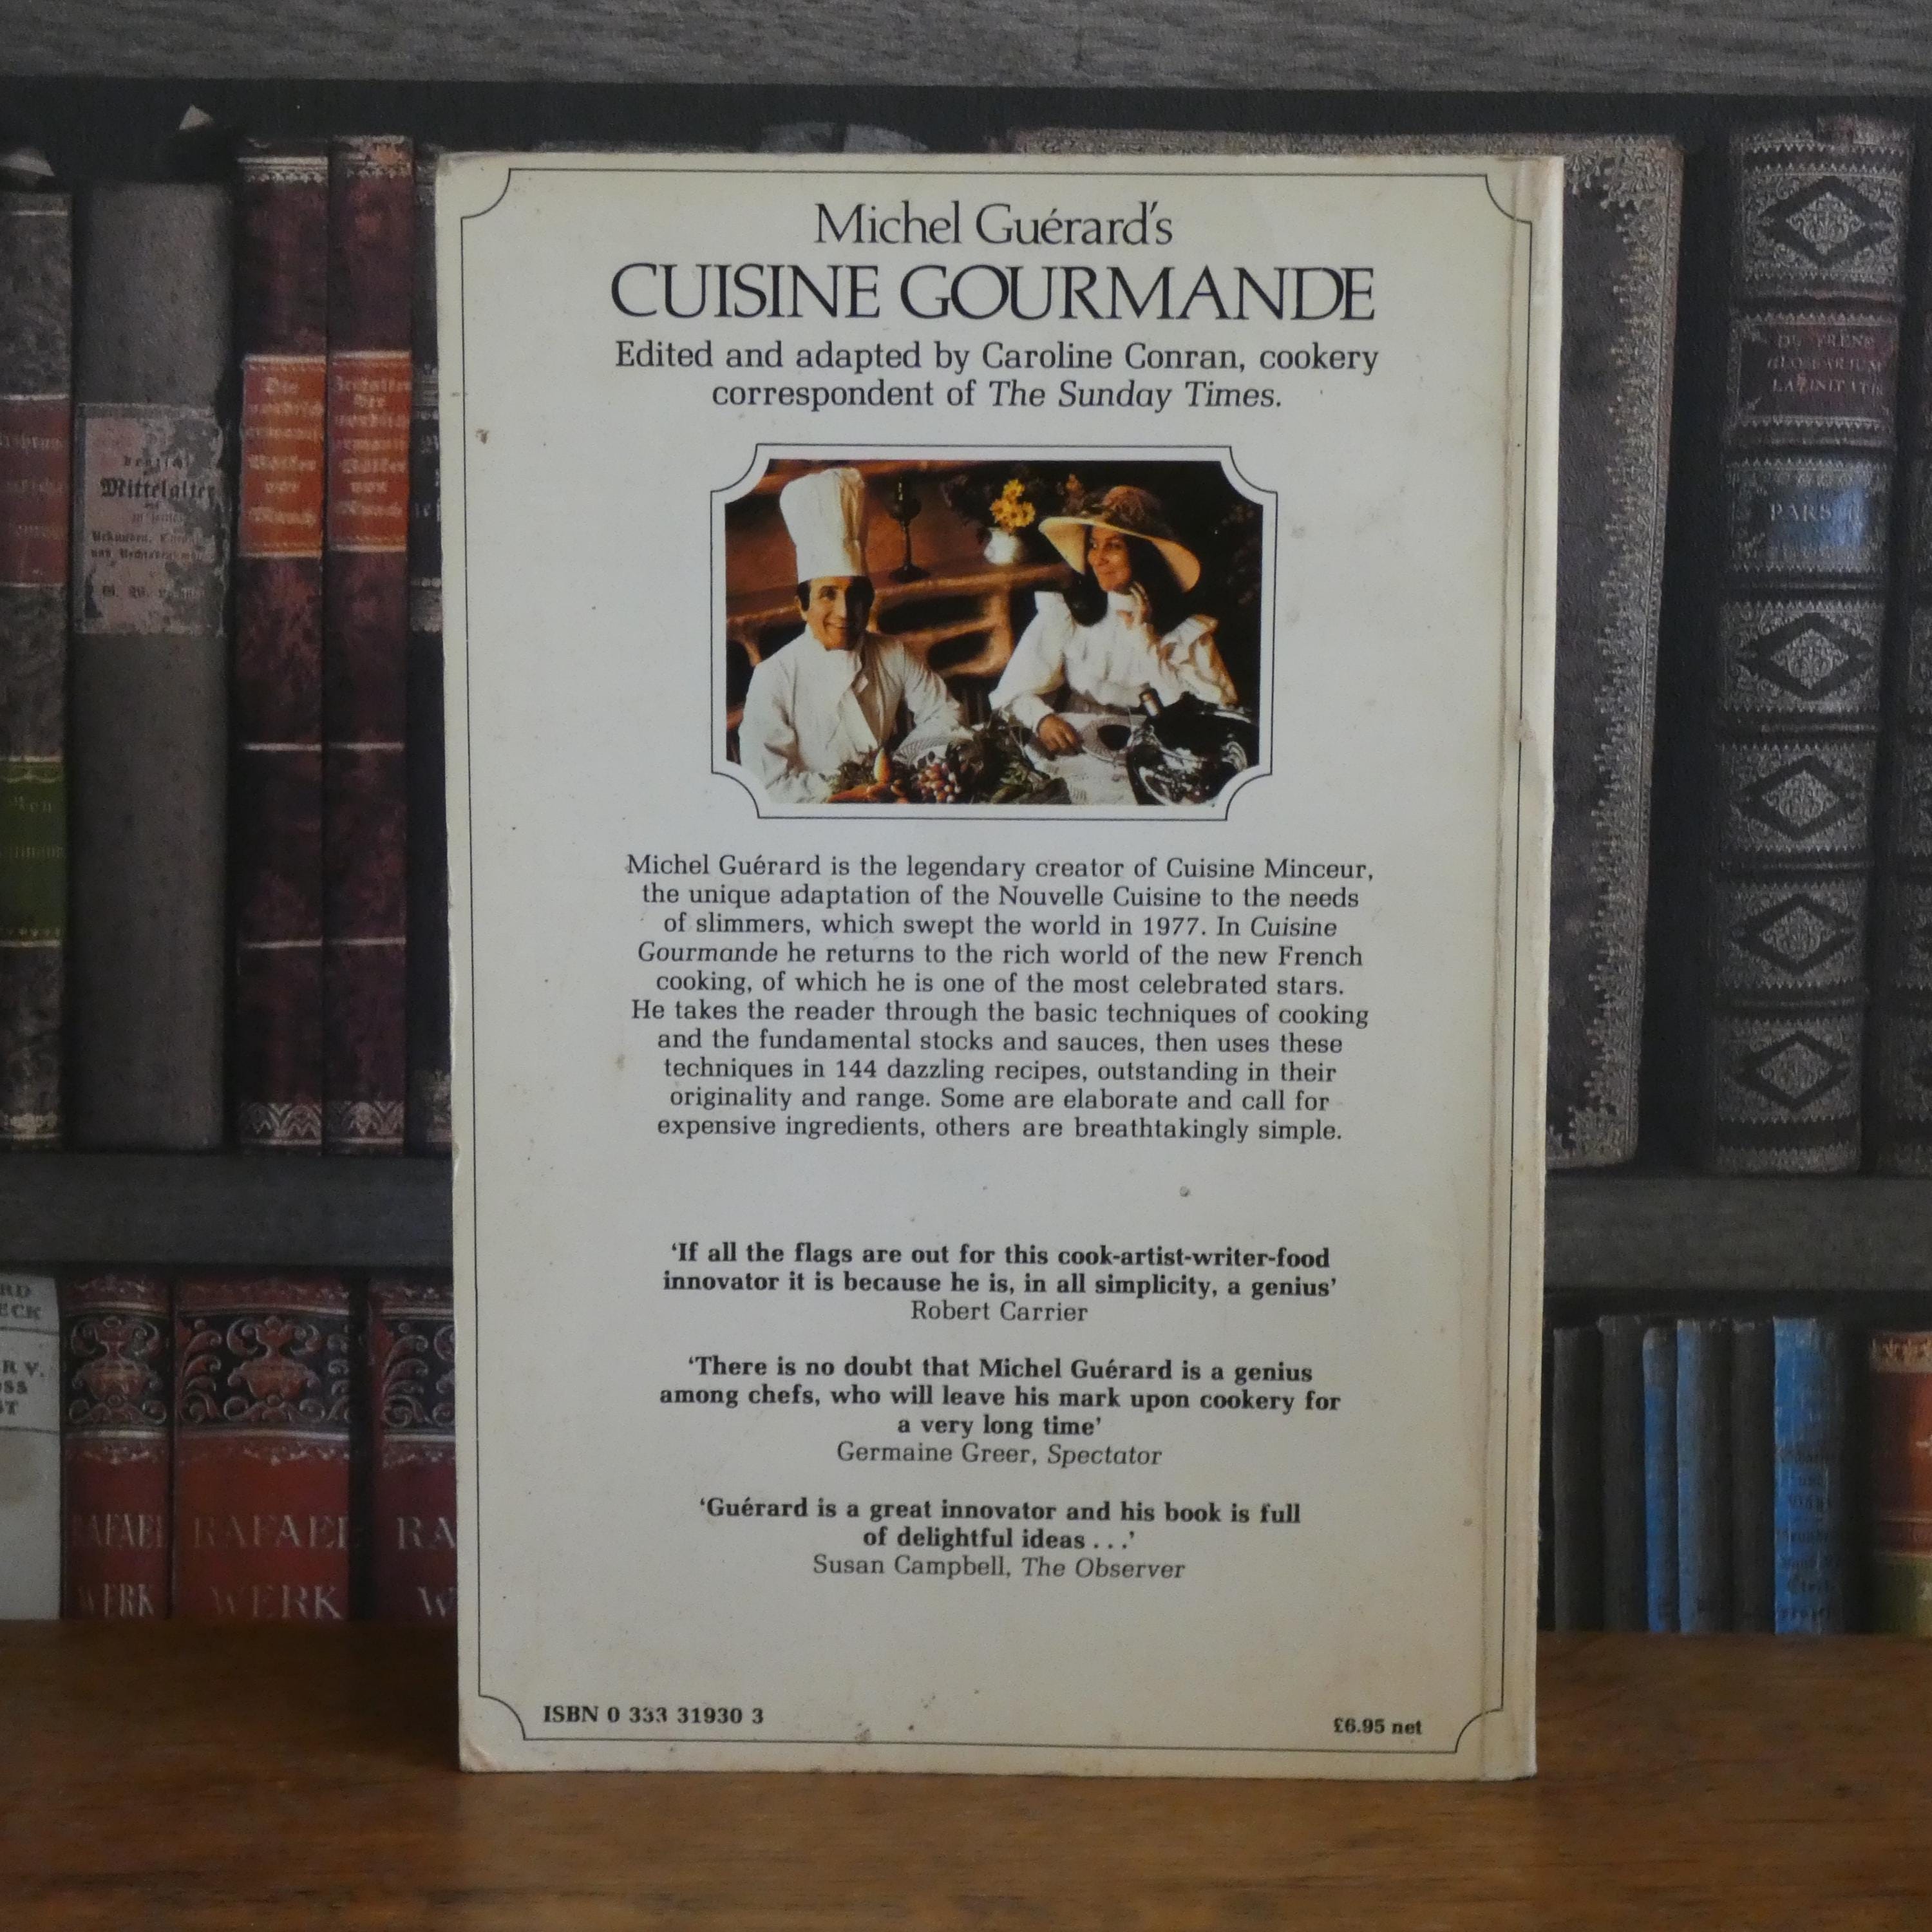 Michel Guérard's
CUISINE GOURMANDE
Edited and adapted by Caroline Conran, cookery
correspondent of The Sunday Times.
Michel Guérard is the legendary creator of Cuisine Minceur,
the unique adaptation of the Nouvelle Cuisine to the needs
of slimmers, which swept the world in 1977. In Cuisine
Gourmande he returns to the rich world of the new French
cooking, of which he is one of the most celebrated stars.
He takes the reader through the basic techniques of cooking
and the fundamental stocks and sauces, then uses these
techniques in 144 dazzling recipes, outstanding in their
originality and range. Some are elaborate and call for
expensive ingredients, others are breathtakingly simple.
‘If all the flags are out for this cook-artist-writer-food
innovator it is because he is, in all simplicity, a genius’
Robert Carrier
‘There is no doubt that Michel Guérard is a genius
among chefs, who will leave his mark upon cookery for
a very long time’
Germaine Greer, Spectator
‘Guérard is a great innovator and his book is full
of delightful ideas . . .’
Susan Campbell, The Observer
ISBN 0 333 31930 3
£6.95 net
Mittelalter
PARS
RAFAEL
WERK
RAFAEL
WERK